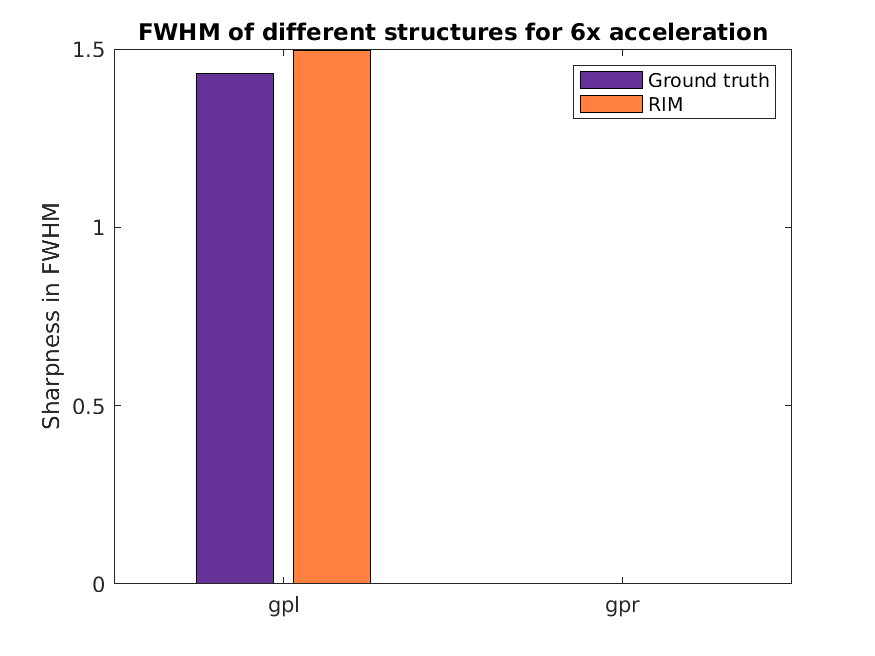 FWHM of different structures for 6x acceleration
Ground truth
RIM
Sharpness in FWHM
1.5
1
0.5
0
gpl
gpr